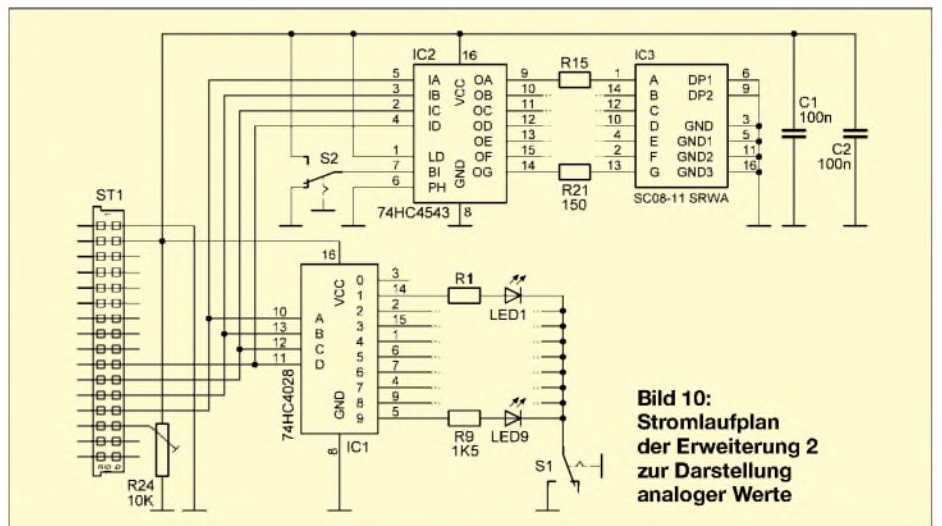 IC2
16
IC3
5 IA OA 9 R15 1 A DP1 6
3 IB VCC OB 10 14 B DP2 9
2 IC OC 11 12 C
4 ID OD 12 10 D GND 3
OE 13 4 E GND1 5
1 LD OF 15 2 F GND2 11
7 BI GND OG 14 13 G GND3 16
6 PH
S2
R21
150
74HC4543
8
SC08-11 SRWA
C1
100n
C2
100n
ST1
16
VCC
0 3
1 14 R1
LED1
2 2
3 15
4 1
5 6
6 7
7 4
8 9
9 5 R9
1K5
LED9
10 A
13 B
12 C
11 D
GND
8
74HC4028
IC1
S1
R24
10K
Bild 10:
Stromlaufplan
der Erweiterung 2
zur Darstellung
analoger Werte